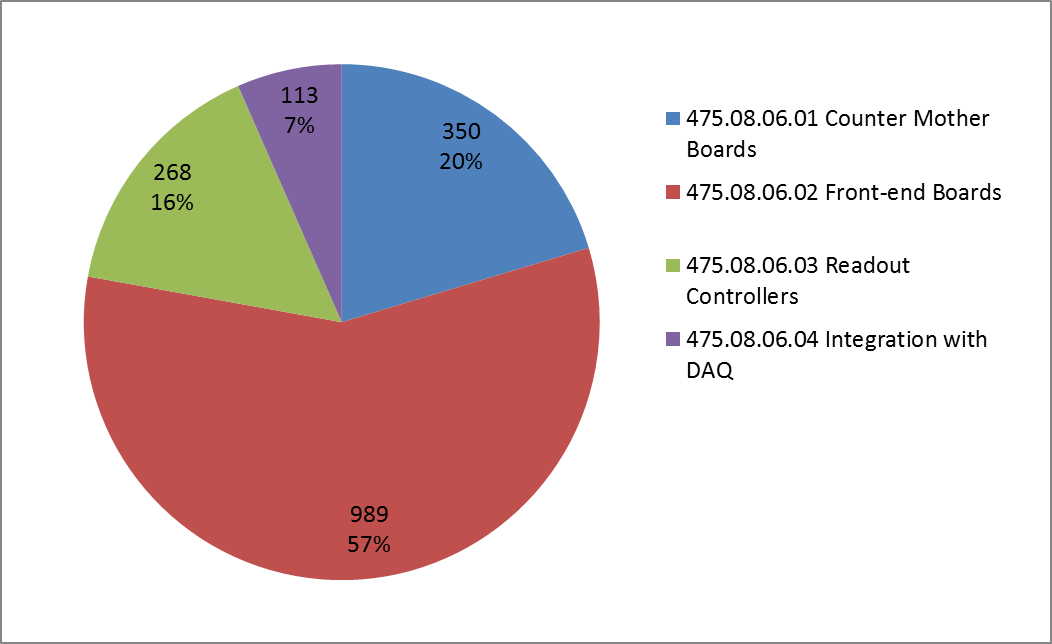 113
7%
350
20%
268
16%
989
57%
475.08.06.01 Counter Mother
Boards
475.08.06.02 Front-end Boards
475.08.06.03 Readout
Controllers
475.08.06.04 Integration with
DAQ